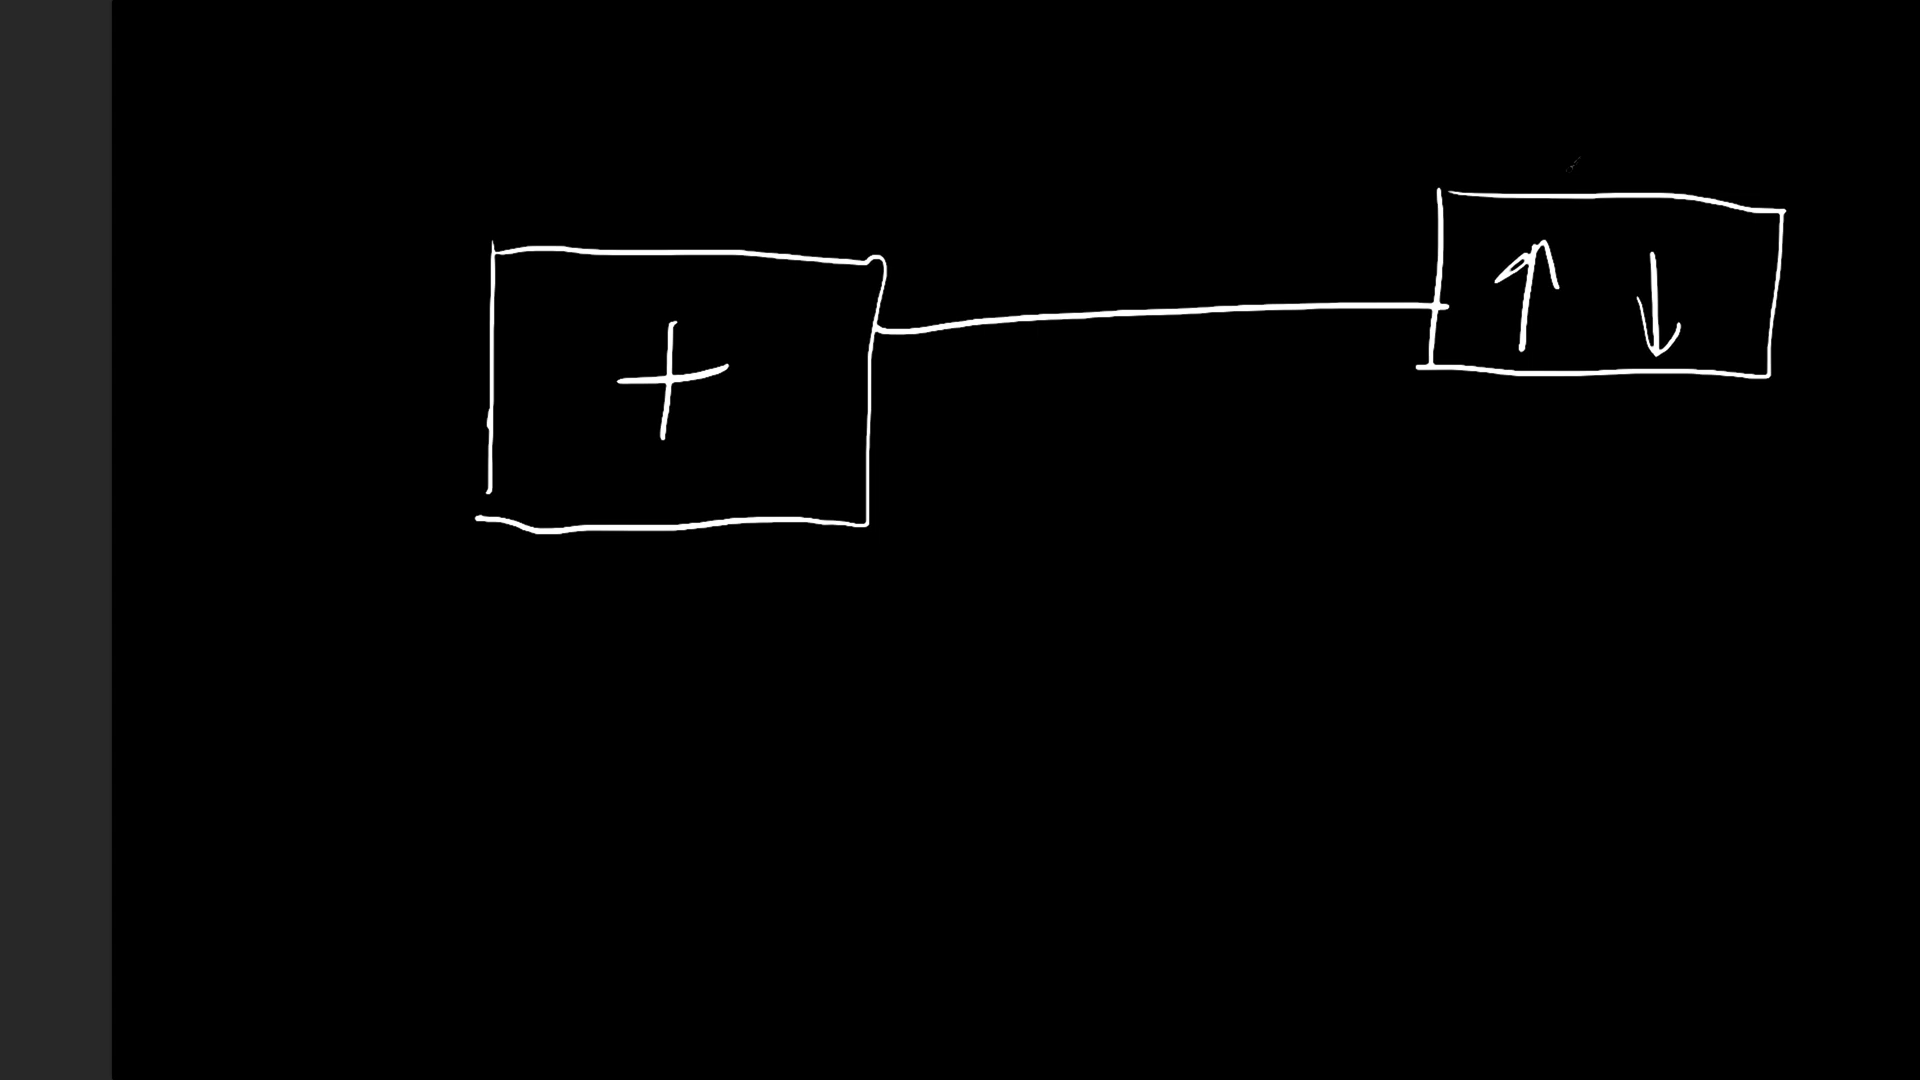 + ↑ ↓